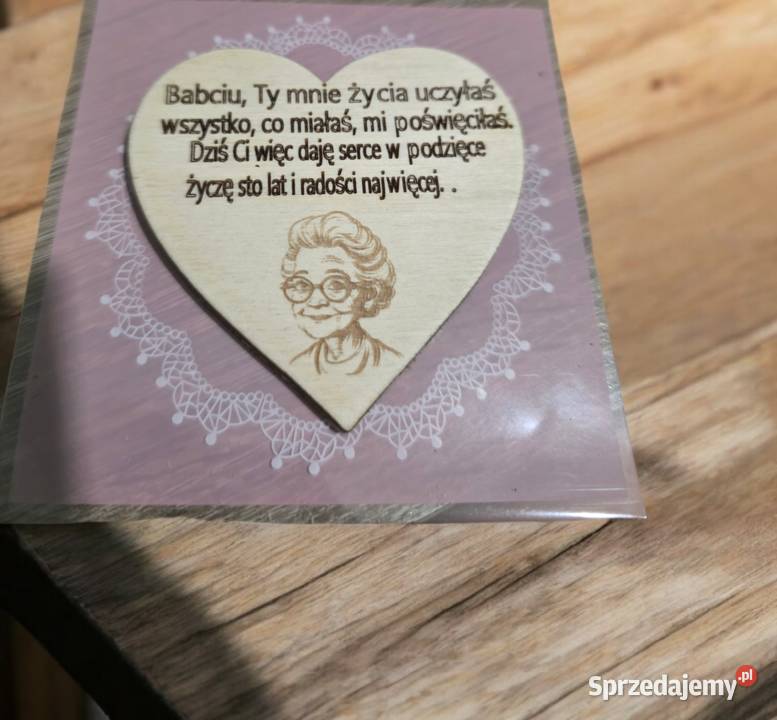 Babciu, Ty mnie życia uczyłaś
wszystko, co miałaś, mi poświęciłaś.
Dziś Ci więc daję serce w podzięce
życzę sto lat i radości najwięcej. .
Sprzedajemy.pl